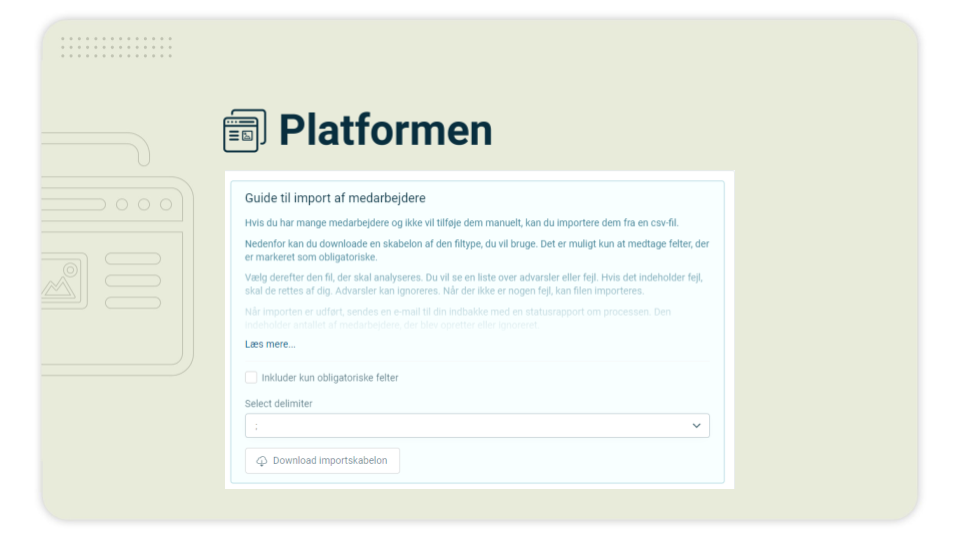 Platformen
Guide til import af medarbejdere
Hvis du har mange medarbejdere og ikke vil tilføje dem manuelt, kan du importere dem fra en csv-fil.
Nedenfor kan du downloade en skabelon af den filtype, du vil bruge. Det er muligt kun at medtage felter, der
er markeret som obligatoriske.
Vælg derefter den fil, der skal analyseres. Du vil se en liste over advarsler eller fejl. Hvis det indeholder fejl,
skal de rettes af dig. Advarsler kan ignoreres. Når der ikke er nogen fejl, kan filen importeres.
Når importen er udført, sendes en e-mail til din indbakke med en statusrapport om processen. Den
indeholder antallet af medarbejdere, der blev oprettet eller ignoreret.
Læs mere...
Inkluder kun obligatoriske felter
Select delimiter
;
Download importskabelon